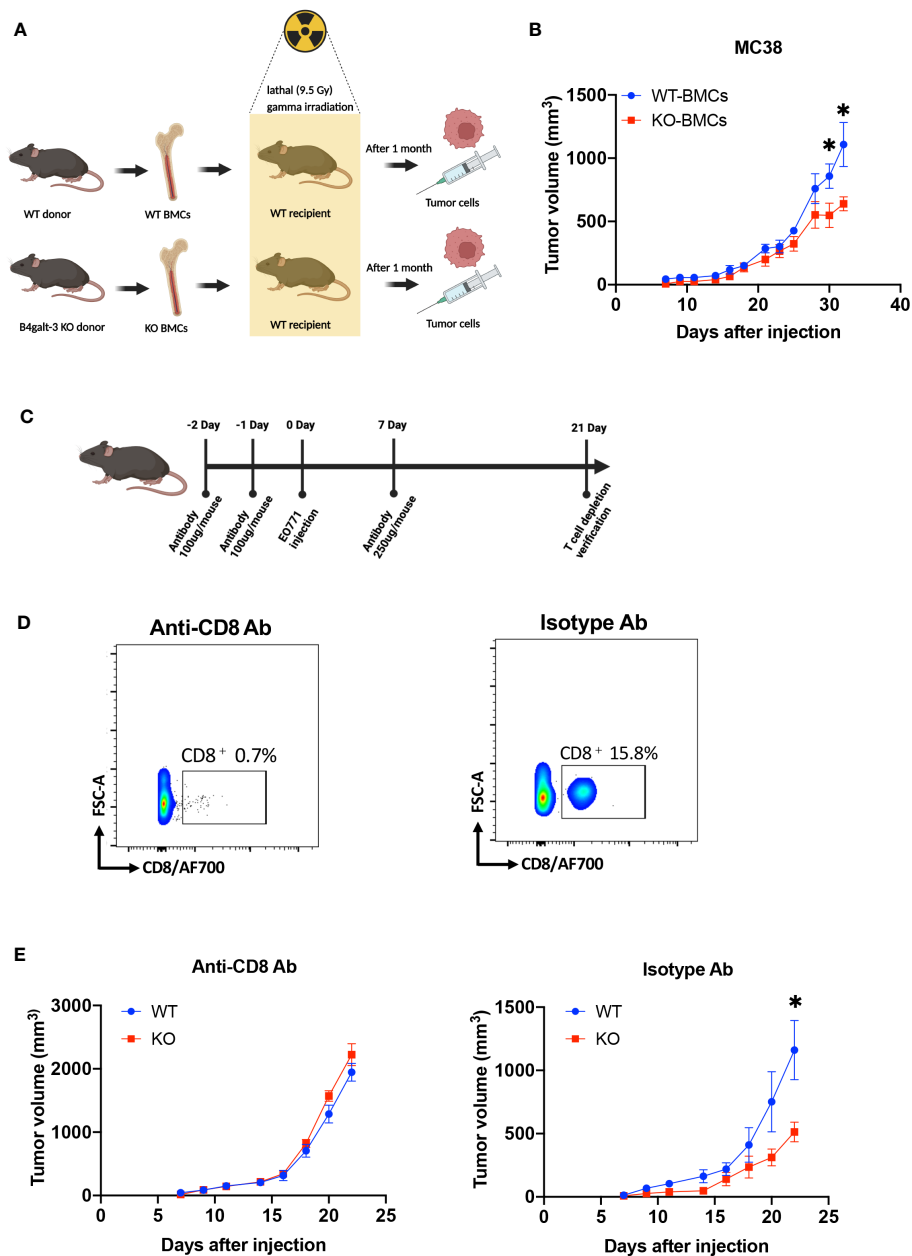 A
lathal (9.5 Gy)
gamma irradiation
After 1 month
WT donor
WT BMCs
WT recipient
Tumor cells
After 1 month
B4galt-3 KO donor
KO BMCs
WT recipient
Tumor cells
B
MC38
WT-BMCs
KO-BMCs
*
*
Tumor volume (mm³)
1500
1000
500
0
0 10 20 30 40
Days after injection
C
-2 Day -1 Day 0 Day 7 Day 21 Day
Antibody
100ug/mouse
Antibody
100ug/mouse
EO771
injection
Antibody
250ug/mouse
T cell depletion
verification
D
Anti-CD8 Ab
CD8⁺ 0.7%
FSC-A
CD8/AF700
Isotype Ab
CD8⁺ 15.8%
FSC-A
CD8/AF700
E
Anti-CD8 Ab
WT
KO
Tumor volume (mm³)
3000
2000
1000
0
0 5 10 15 20 25
Days after injection
Isotype Ab
WT
KO
*
Tumor volume (mm³)
1500
1000
500
0
0 5 10 15 20 25
Days after injection